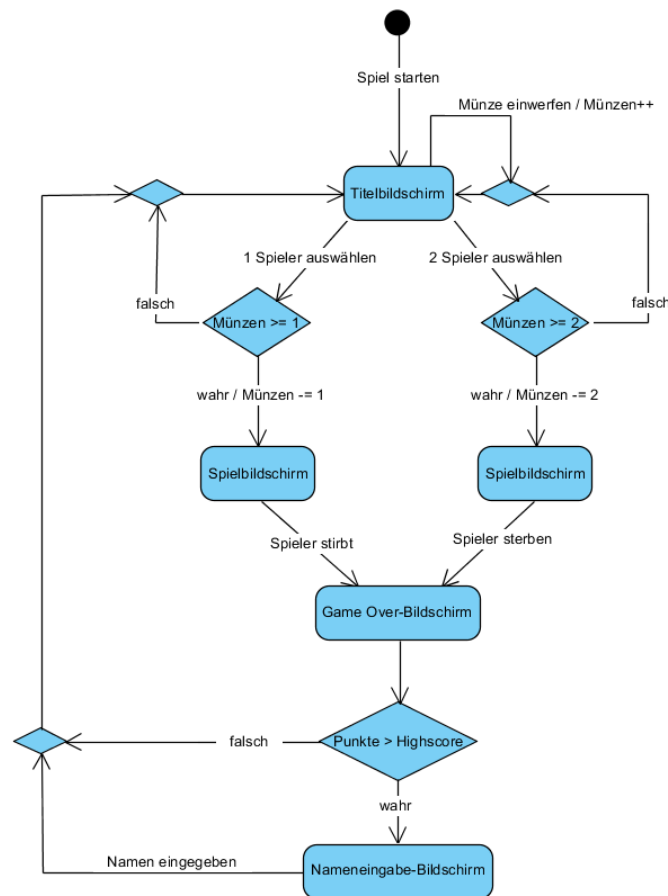 Spiel starten
Münze einwerfen / Münzen++
Titelbildschirm
1 Spieler auswählen
2 Spieler auswählen
falsch
falsch
Münzen >= 1
Münzen >= 2
wahr / Münzen -= 1
wahr / Münzen -= 2
Spielbildschirm
Spielbildschirm
Spieler stirbt
Spieler sterben
Game Over-Bildschirm
falsch
Punkte > Highscore
wahr
Namen eingegeben
Nameneingabe-Bildschirm